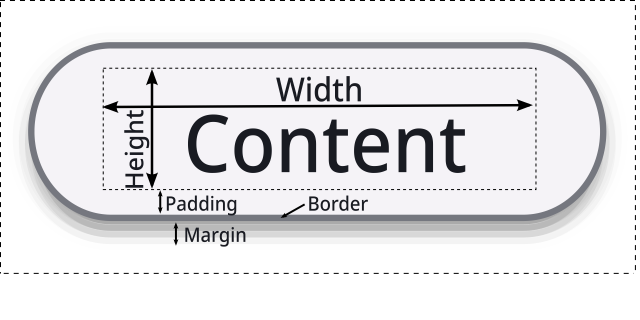 Width
Height
Content
Padding
Border
Margin